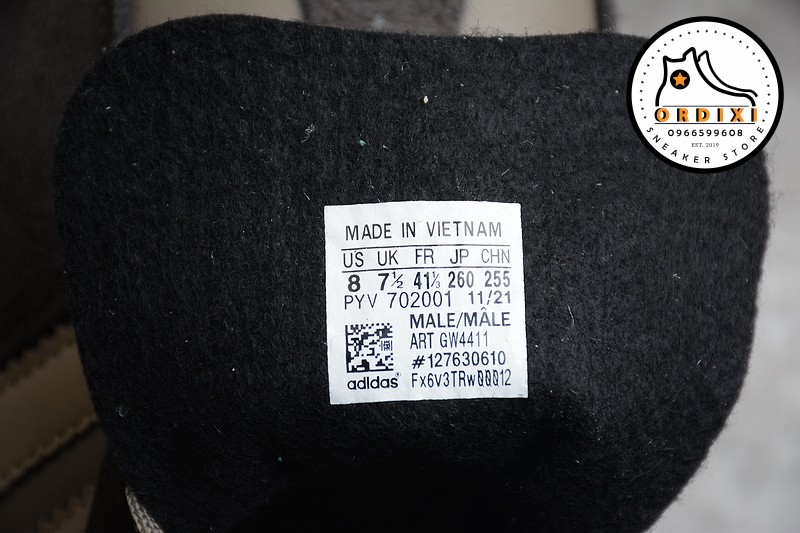 ORDIXI
0966599608
EST. 2019
SNEAKER STORE
MADE IN VIETNAM
US UK FR JP CHN
8 7½ 41⅓ 260 255
PYV 702001 11/21
MALE/MÂLE
ART GW4411
#127630610
adidas® Fx6V3TRw00012